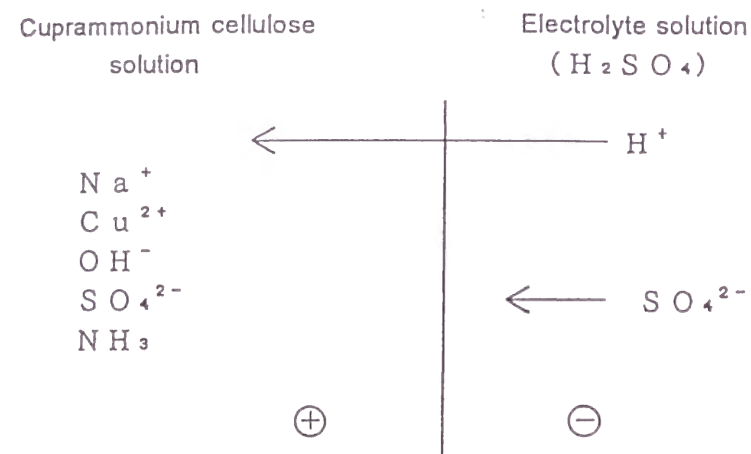 Cuprammonium cellulose solution
Electrolyte solution
(H₂SO₄)
H⁺
Na⁺
Cu²⁺
OH⁻
SO₄²⁻
SO₄²⁻
NH₃
⊕
⊖